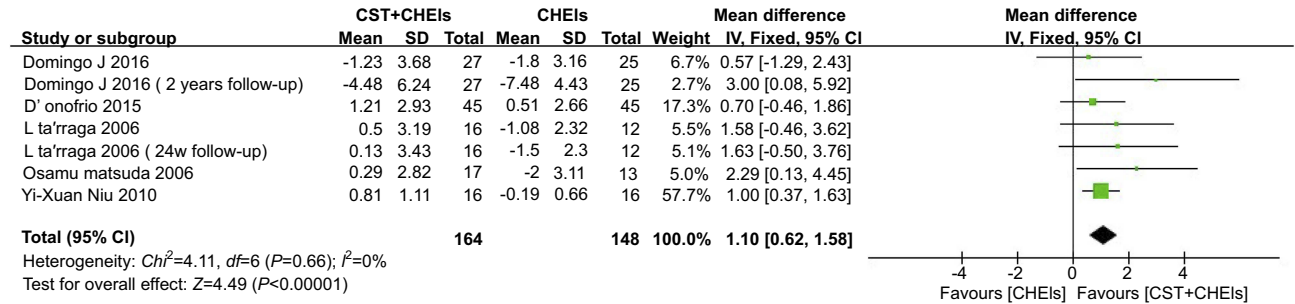 CST+CHEIs CHEIs Mean difference Mean difference
Study or subgroup Mean SD Total Mean SD Total Weight IV, Fixed, 95% CI IV, Fixed, 95% CI
Domingo J 2016 -1.23 3.68 27 -1.8 3.16 25 6.7% 0.57 [-1.29, 2.43]
Domingo J 2016 ( 2 years follow-up) -4.48 6.24 27 -7.48 4.43 25 2.7% 3.00 [0.08, 5.92]
D' onofrio 2015 1.21 2.93 45 0.51 2.66 45 17.3% 0.70 [-0.46, 1.86]
L ta'rraga 2006 0.5 3.19 16 -1.08 2.32 12 5.5% 1.58 [-0.46, 3.62]
L ta'rraga 2006 ( 24w follow-up) 0.13 3.43 16 -1.5 2.3 12 5.1% 1.63 [-0.50, 3.76]
Osamu matsuda 2006 0.29 2.82 17 -2 3.11 13 5.0% 2.29 [0.13, 4.45]
Yi-Xuan Niu 2010 0.81 1.11 16 -0.19 0.66 16 57.7% 1.00 [0.37, 1.63]
Total (95% CI) 164 148 100.0% 1.10 [0.62, 1.58]
Heterogeneity: Chi²=4.11, df=6 (P=0.66); I²=0%
Test for overall effect: Z=4.49 (P<0.00001)
-4 -2 0 2 4
Favours [CHEIs] Favours [CST+CHEIs]